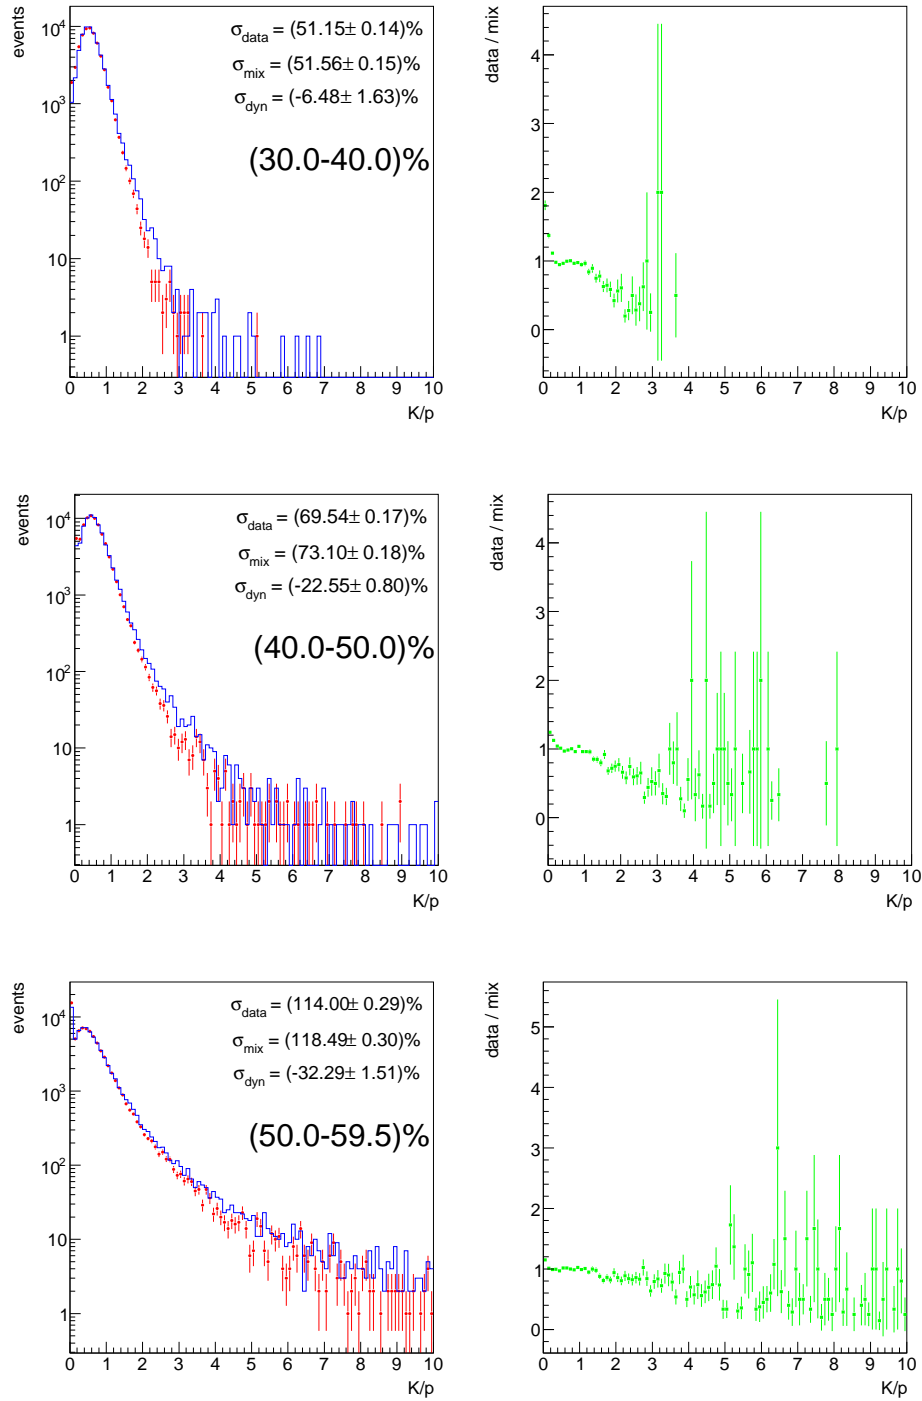 events
10⁴
10³
10²
10
1
σdata = (51.15± 0.14)%
σmix = (51.56± 0.15)%
σdyn = (-6.48± 1.63)%
(30.0-40.0)%
0 1 2 3 4 5 6 7 8 9 10
K/p
data / mix
4
3
2
1
0
0 1 2 3 4 5 6 7 8 9 10
K/p
events
10⁴
10³
10²
10
1
σdata = (69.54± 0.17)%
σmix = (73.10± 0.18)%
σdyn = (-22.55± 0.80)%
(40.0-50.0)%
0 1 2 3 4 5 6 7 8 9 10
K/p
data / mix
4
3
2
1
0
0 1 2 3 4 5 6 7 8 9 10
K/p
events
10⁴
10³
10²
10
1
σdata = (114.00± 0.29)%
σmix = (118.49± 0.30)%
σdyn = (-32.29± 1.51)%
(50.0-59.5)%
0 1 2 3 4 5 6 7 8 9 10
K/p
data / mix
5
4
3
2
1
0
0 1 2 3 4 5 6 7 8 9 10
K/p